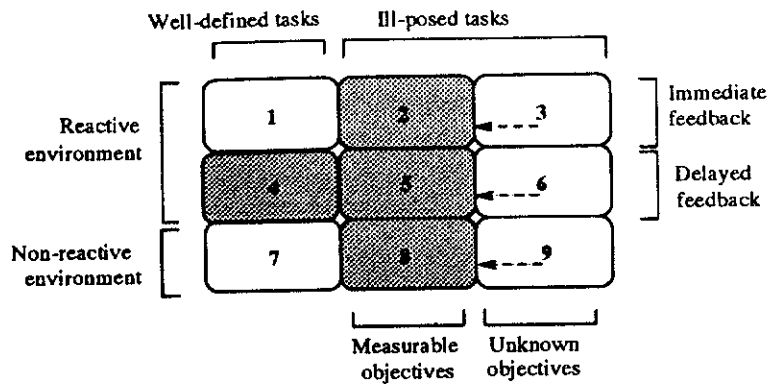 Well-defined tasks
Ill-posed tasks
Reactive
environment
1
2
3
Immediate
feedback
4
5
6
Delayed
feedback
Non-reactive
environment
7
8
9
Measurable
objectives
Unknown
objectives